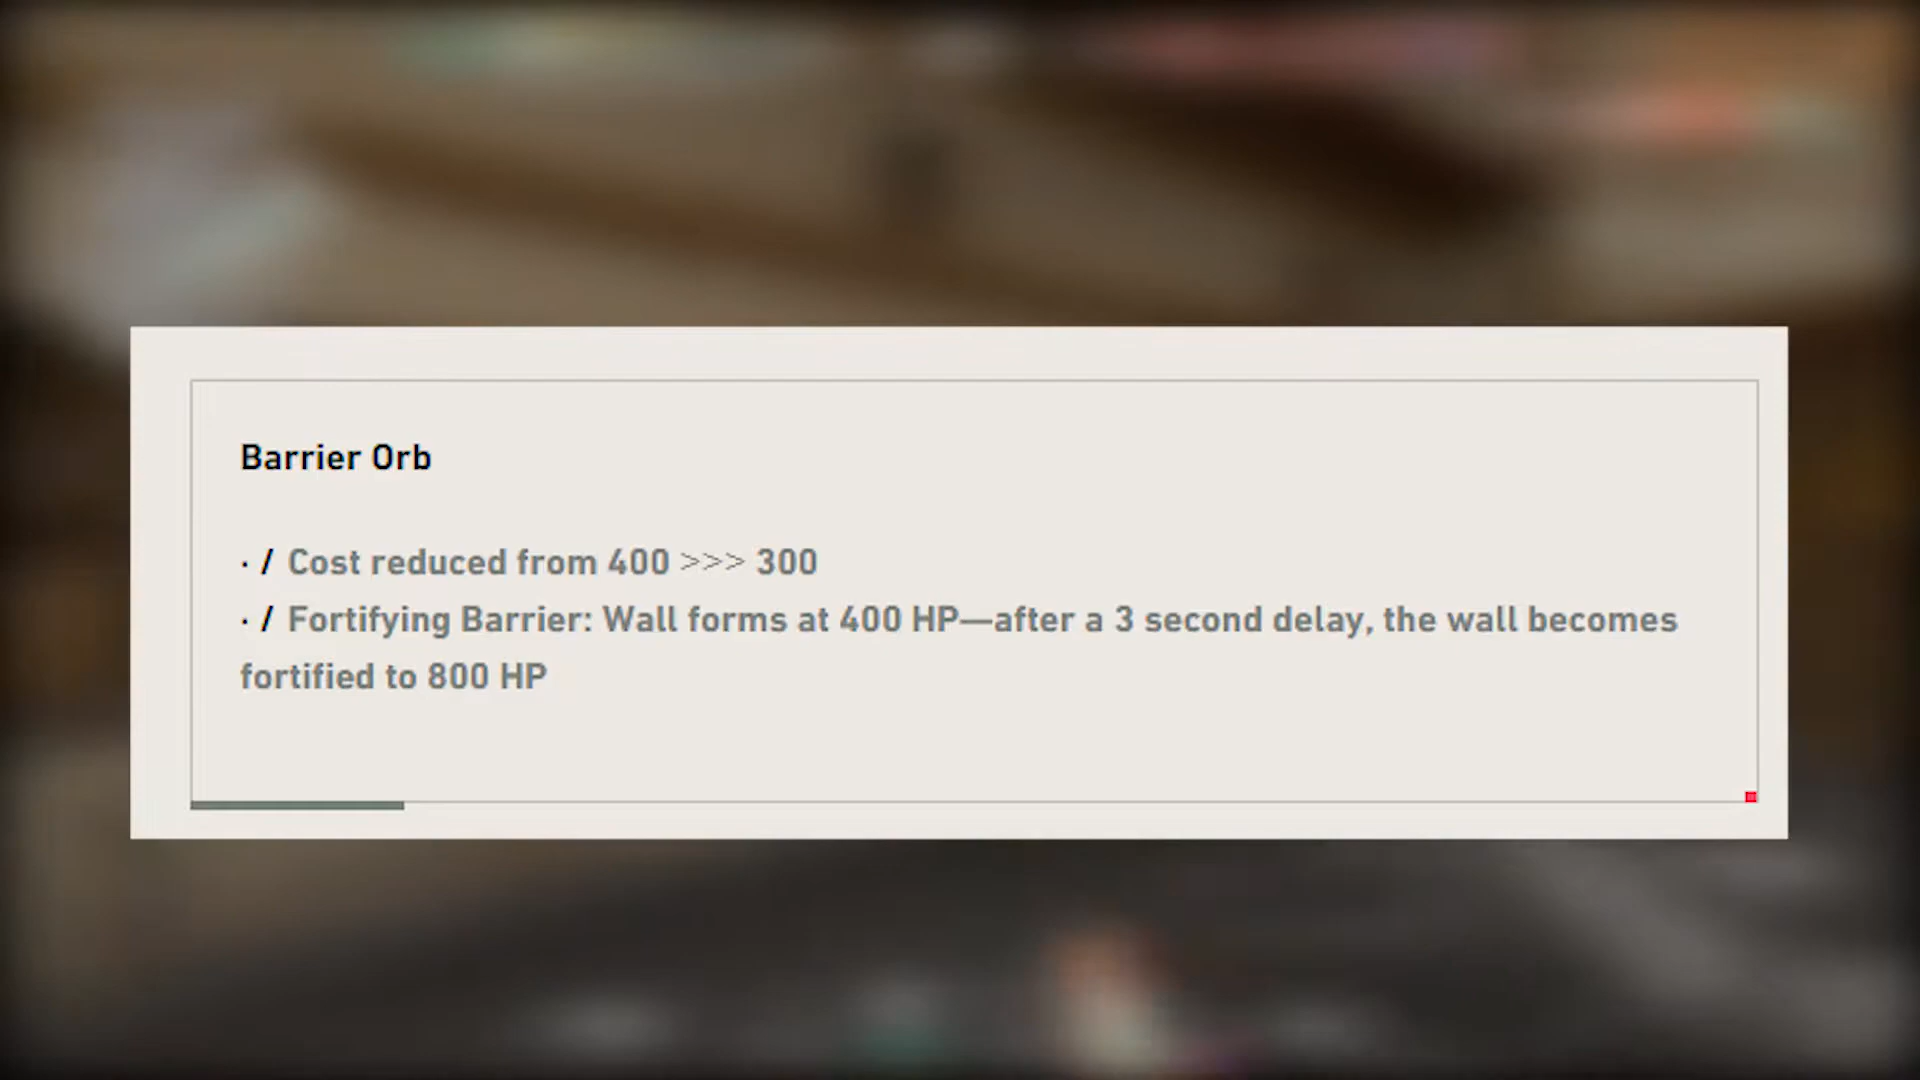 Barrier Orb
· / Cost reduced from 400 >>> 300
· / Fortifying Barrier: Wall forms at 400 HP—after a 3 second delay, the wall becomes
fortified to 800 HP